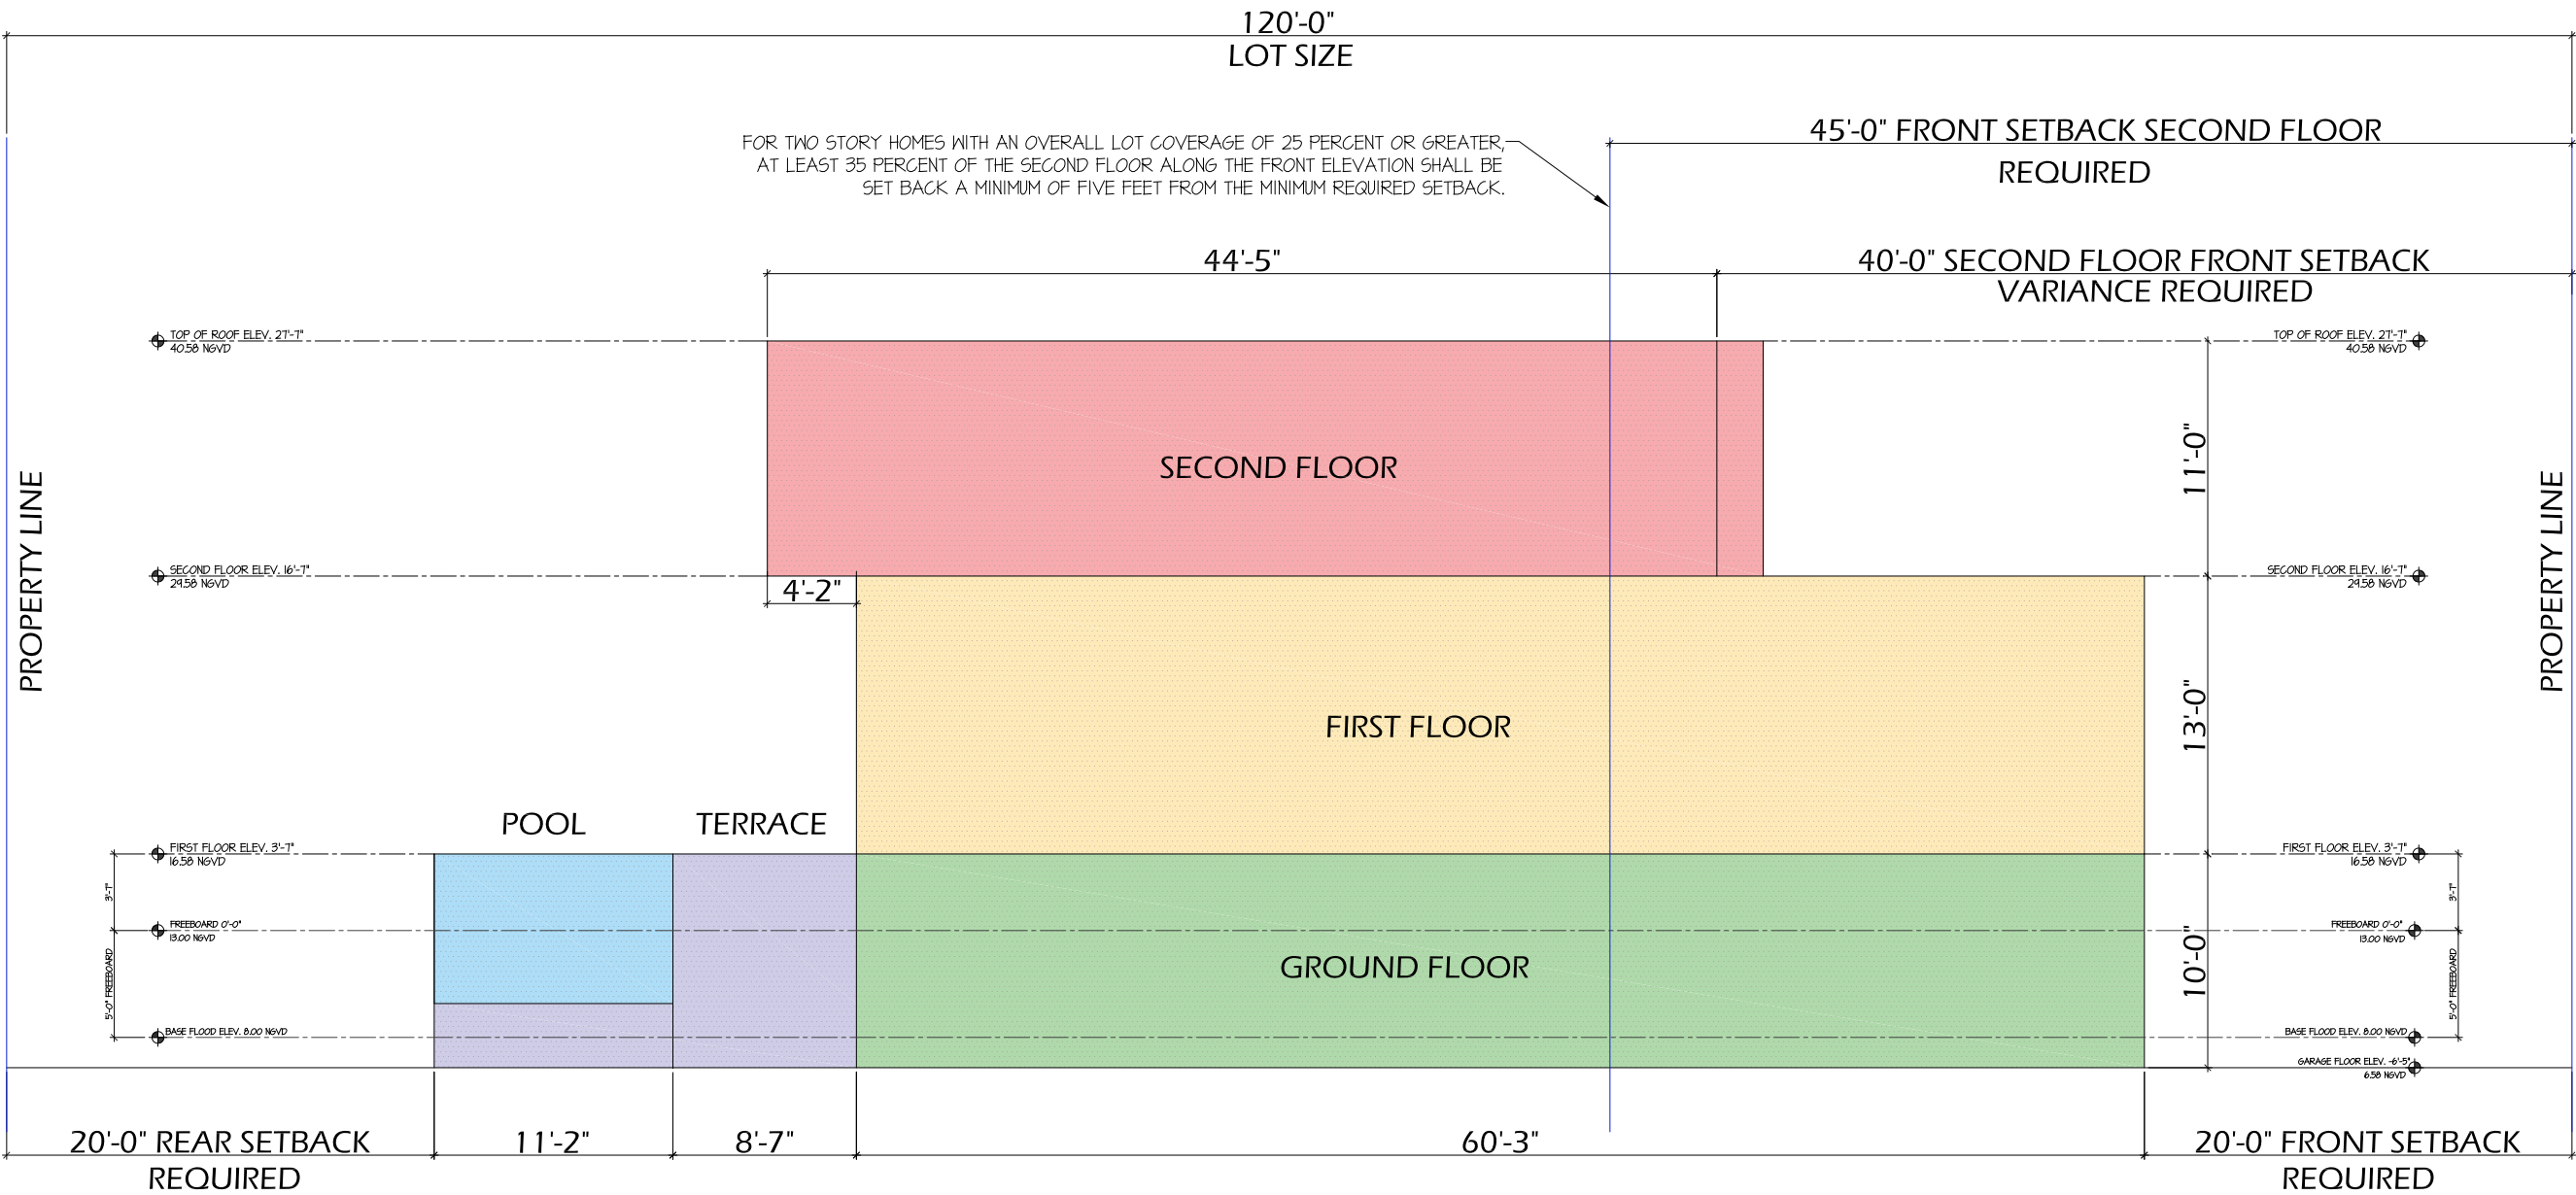 120'-0"
LOT SIZE
45'-0" FRONT SETBACK SECOND FLOOR
REQUIRED
FOR TWO STORY HOMES WITH AN OVERALL LOT COVERAGE OF 25 PERCENT OR GREATER,
AT LEAST 35 PERCENT OF THE SECOND FLOOR ALONG THE FRONT ELEVATION SHALL BE
SET BACK A MINIMUM OF FIVE FEET FROM THE MINIMUM REQUIRED SETBACK.
44'-5"
40'-0" SECOND FLOOR FRONT SETBACK
VARIANCE REQUIRED
TOP OF ROOF ELEV. 27'-7"
40.58 NGVD
TOP OF ROOF ELEV. 27'-7"
40.58 NGVD
SECOND FLOOR
11'-0"
PROPERTY LINE
PROPERTY LINE
SECOND FLOOR ELEV. 16'-7"
29.58 NGVD
4'-2"
SECOND FLOOR ELEV. 16'-7"
29.58 NGVD
FIRST FLOOR
13'-0"
POOL
TERRACE
FIRST FLOOR ELEV. 3'-7"
16.58 NGVD
FIRST FLOOR ELEV. 3'-7"
16.58 NGVD
3'-7"
3'-7"
FREEBOARD 0'-0"
13.00 NGVD
FREEBOARD 0'-0"
13.00 NGVD
GROUND FLOOR
10'-0"
5'-0" FREEBOARD
5'-0" FREEBOARD
BASE FLOOD ELEV. 8.00 NGVD
BASE FLOOD ELEV. 8.00 NGVD
GARAGE FLOOR ELEV. -6'-5"
6.58 NGVD
20'-0" REAR SETBACK
REQUIRED
11'-2"
8'-7"
60'-3"
20'-0" FRONT SETBACK
REQUIRED